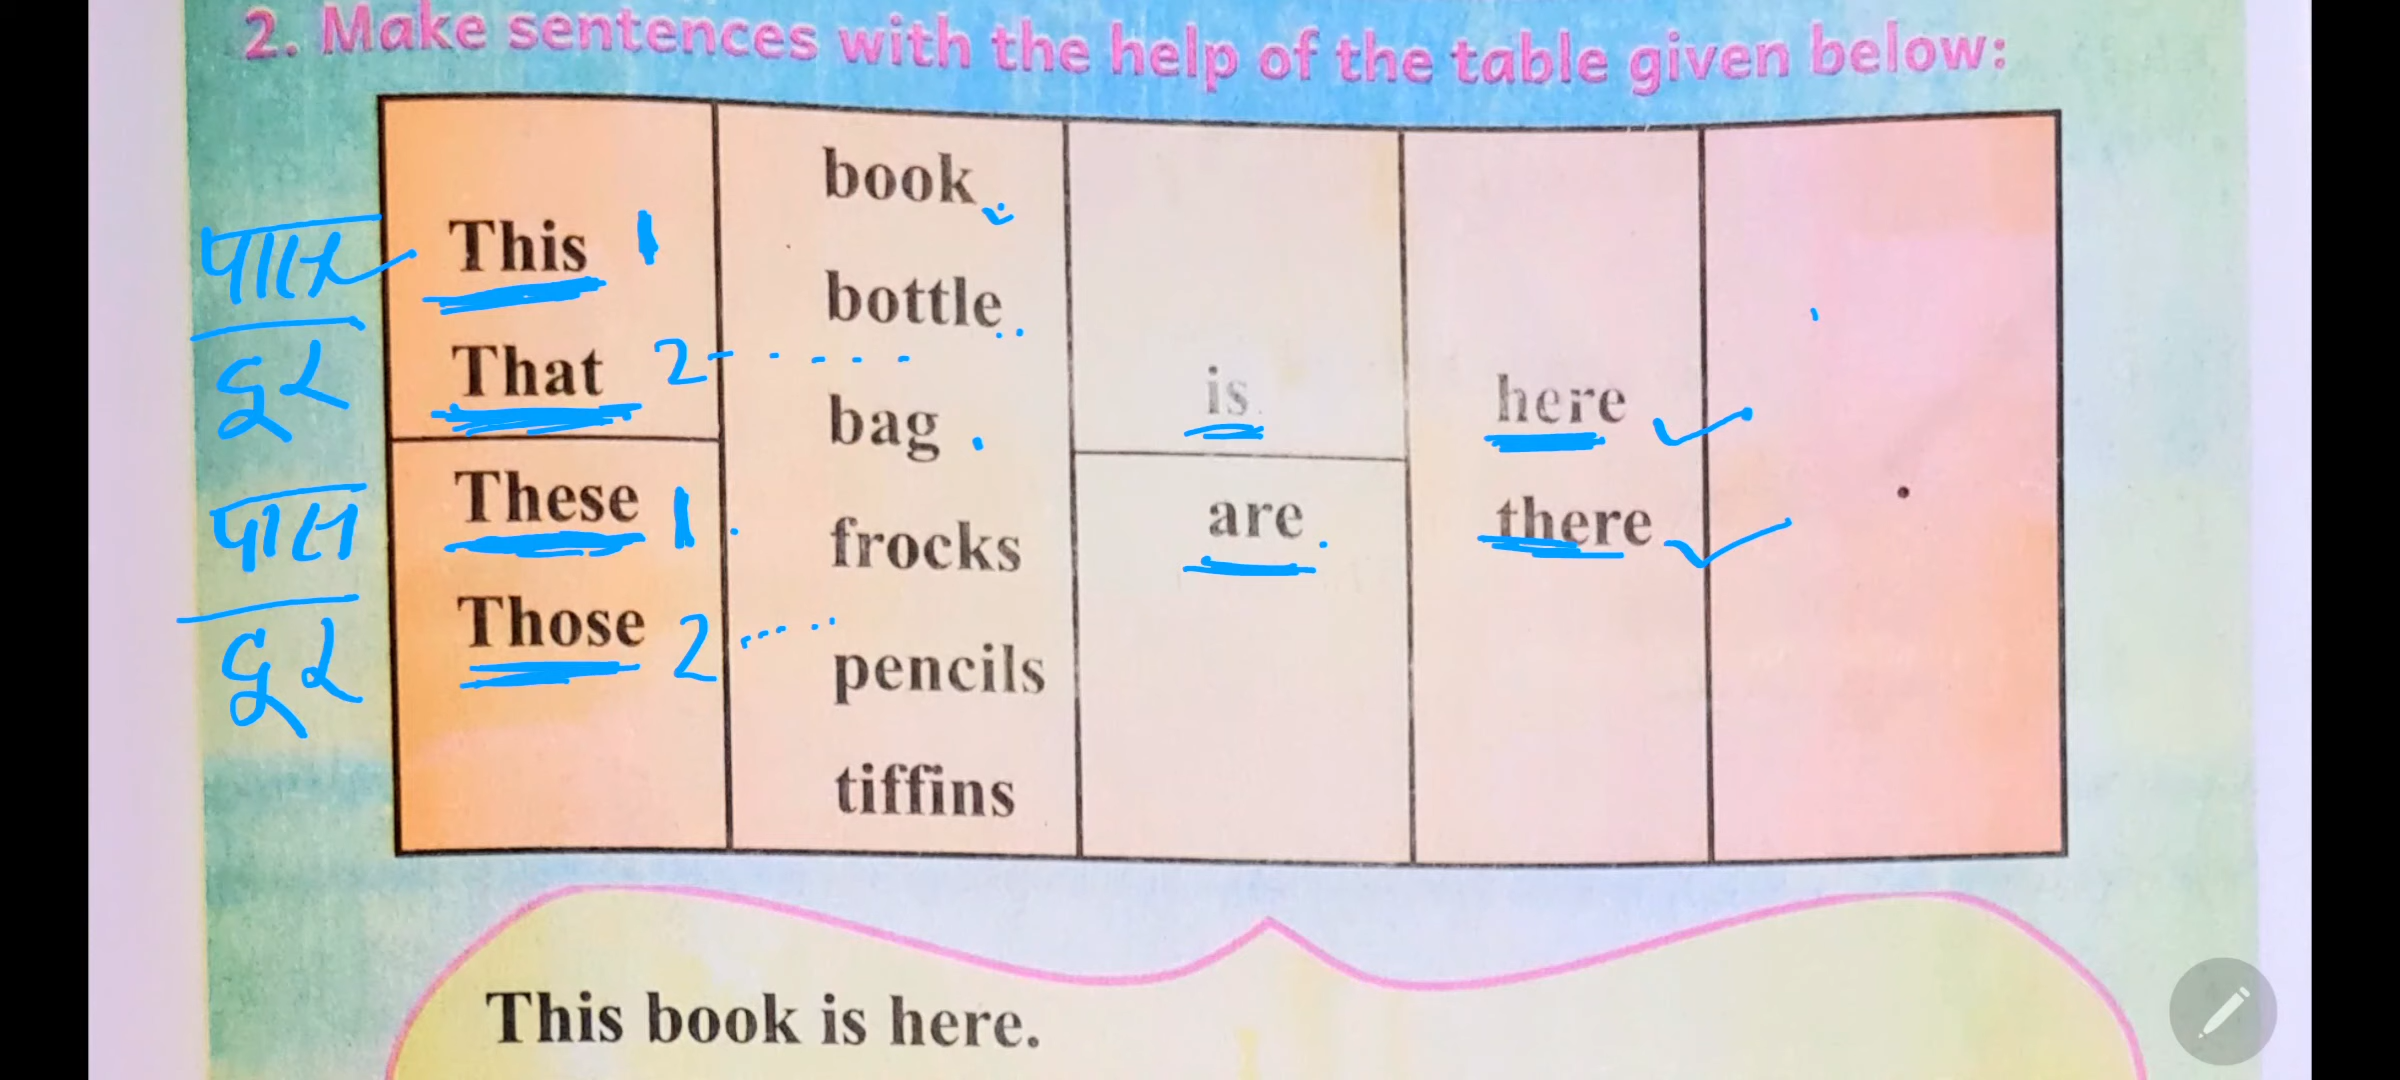 2. Make sentences with the help of the table given below:
book
पास This 1
bottle
दूर That 2
is here
bag
पास These 1
are there
frocks
दूर Those 2
pencils
tiffins
This book is here.